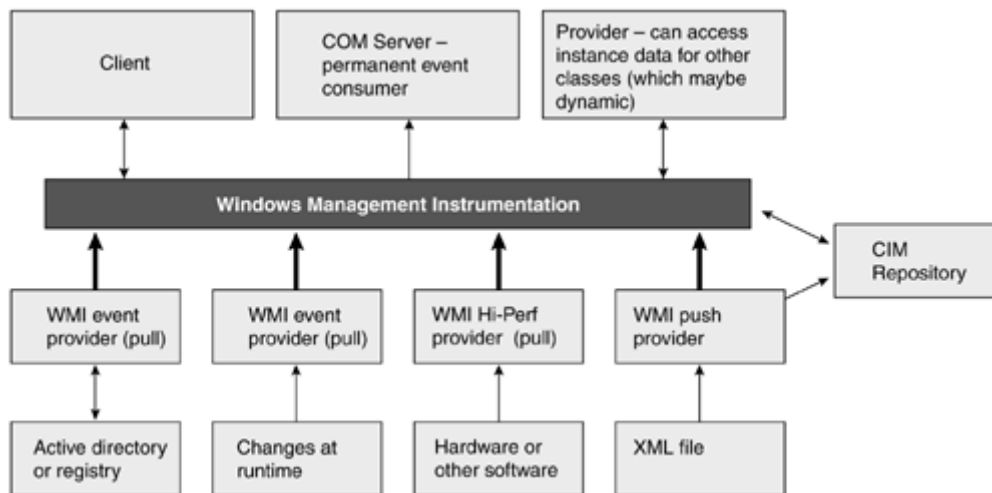 Client
COM Server –
permanent event
consumer
Provider – can access
instance data for other
classes (which maybe
dynamic)
Windows Management Instrumentation
CIM
Repository
WMI event
provider (pull)
WMI event
provider (pull)
WMI Hi-Perf
provider (pull)
WMI push
provider
Active directory
or registry
Changes at
runtime
Hardware or
other software
XML file